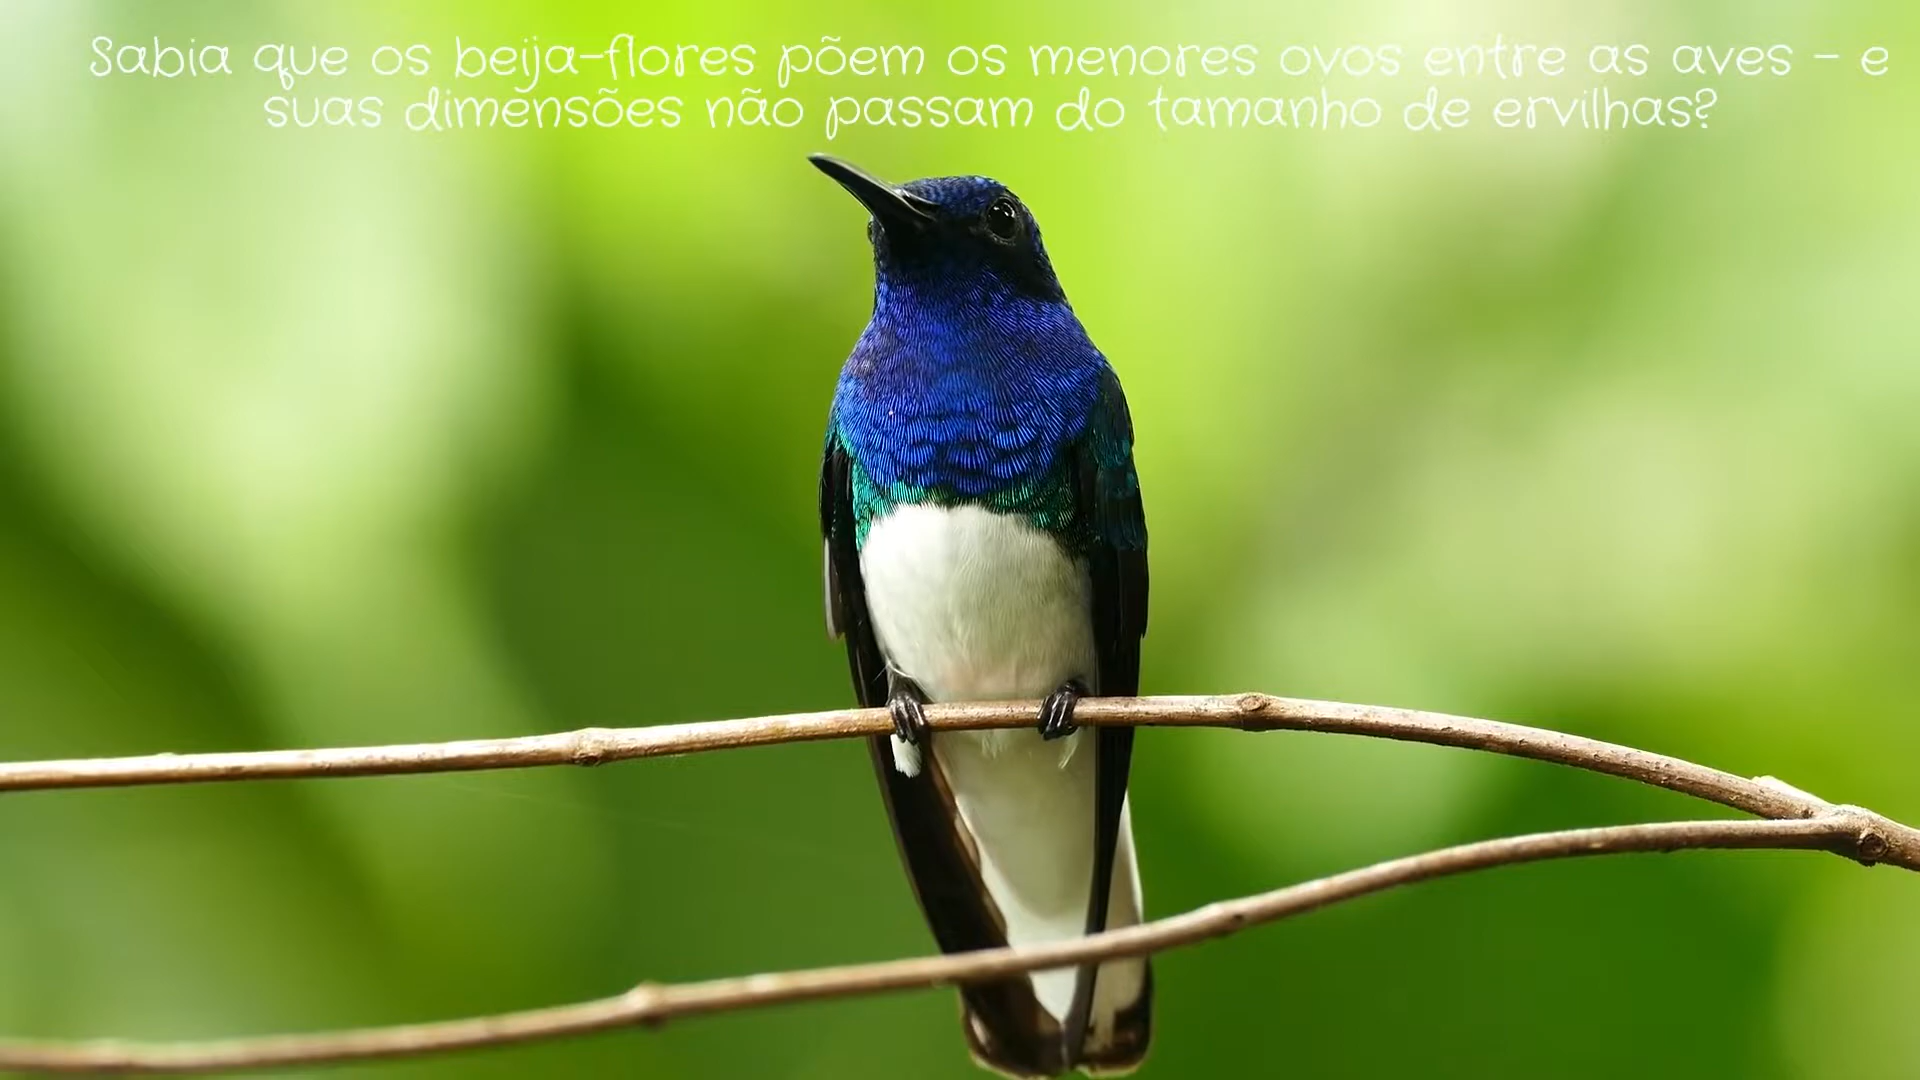 Sabia que os beija-flores põem os menores ovos entre as aves – e
suas dimensões não passam do tamanho de ervilhas?